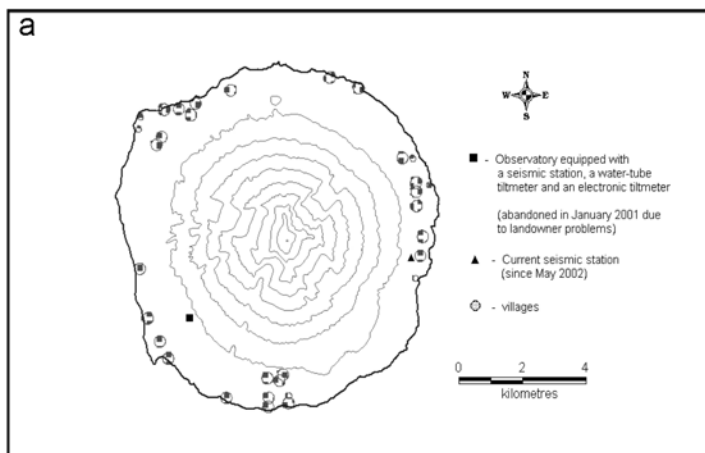 a
N
W E
S
■ - Observatory equipped with
a seismic station, a water-tube
tiltmeter and an electronic tiltmeter
(abandoned in January 2001 due
to landowner problems)
▲ - Current seismic station
(since May 2002)
- villages
0 2 4
kilometres